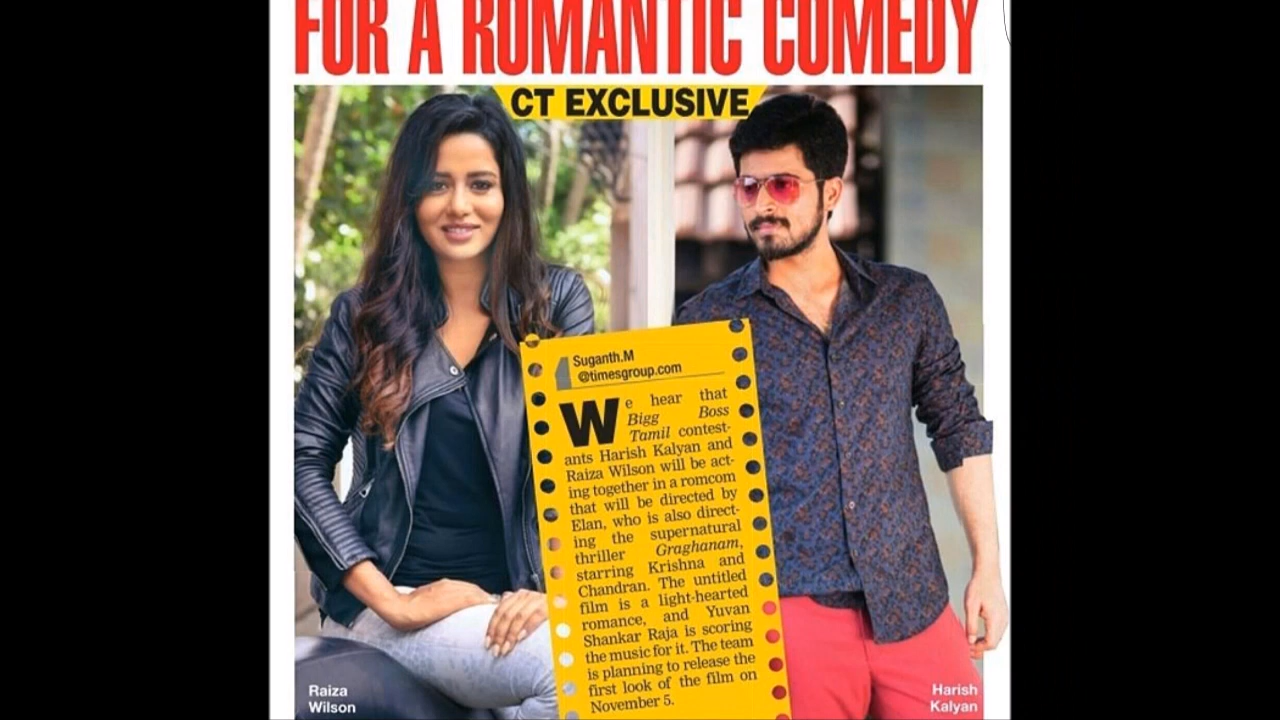 FOR A ROMANTIC COMEDY
CT EXCLUSIVE
Suganth.M
@timesgroup.com
We hear that
Bigg Boss
Tamil contest-
ants Harish Kalyan and
Raiza Wilson will be act-
ing together in a romcom
that will be directed by
Elan, who is also direct-
ing the supernatural
thriller Graghanam,
starring Krishna and
Chandran. The untitled
film is a light-hearted
romance, and Yuvan
Shankar Raja is scoring
the music for it. The team
is planning to release the
first look of the film on
November 5.
Raiza
Wilson
Harish
Kalyan